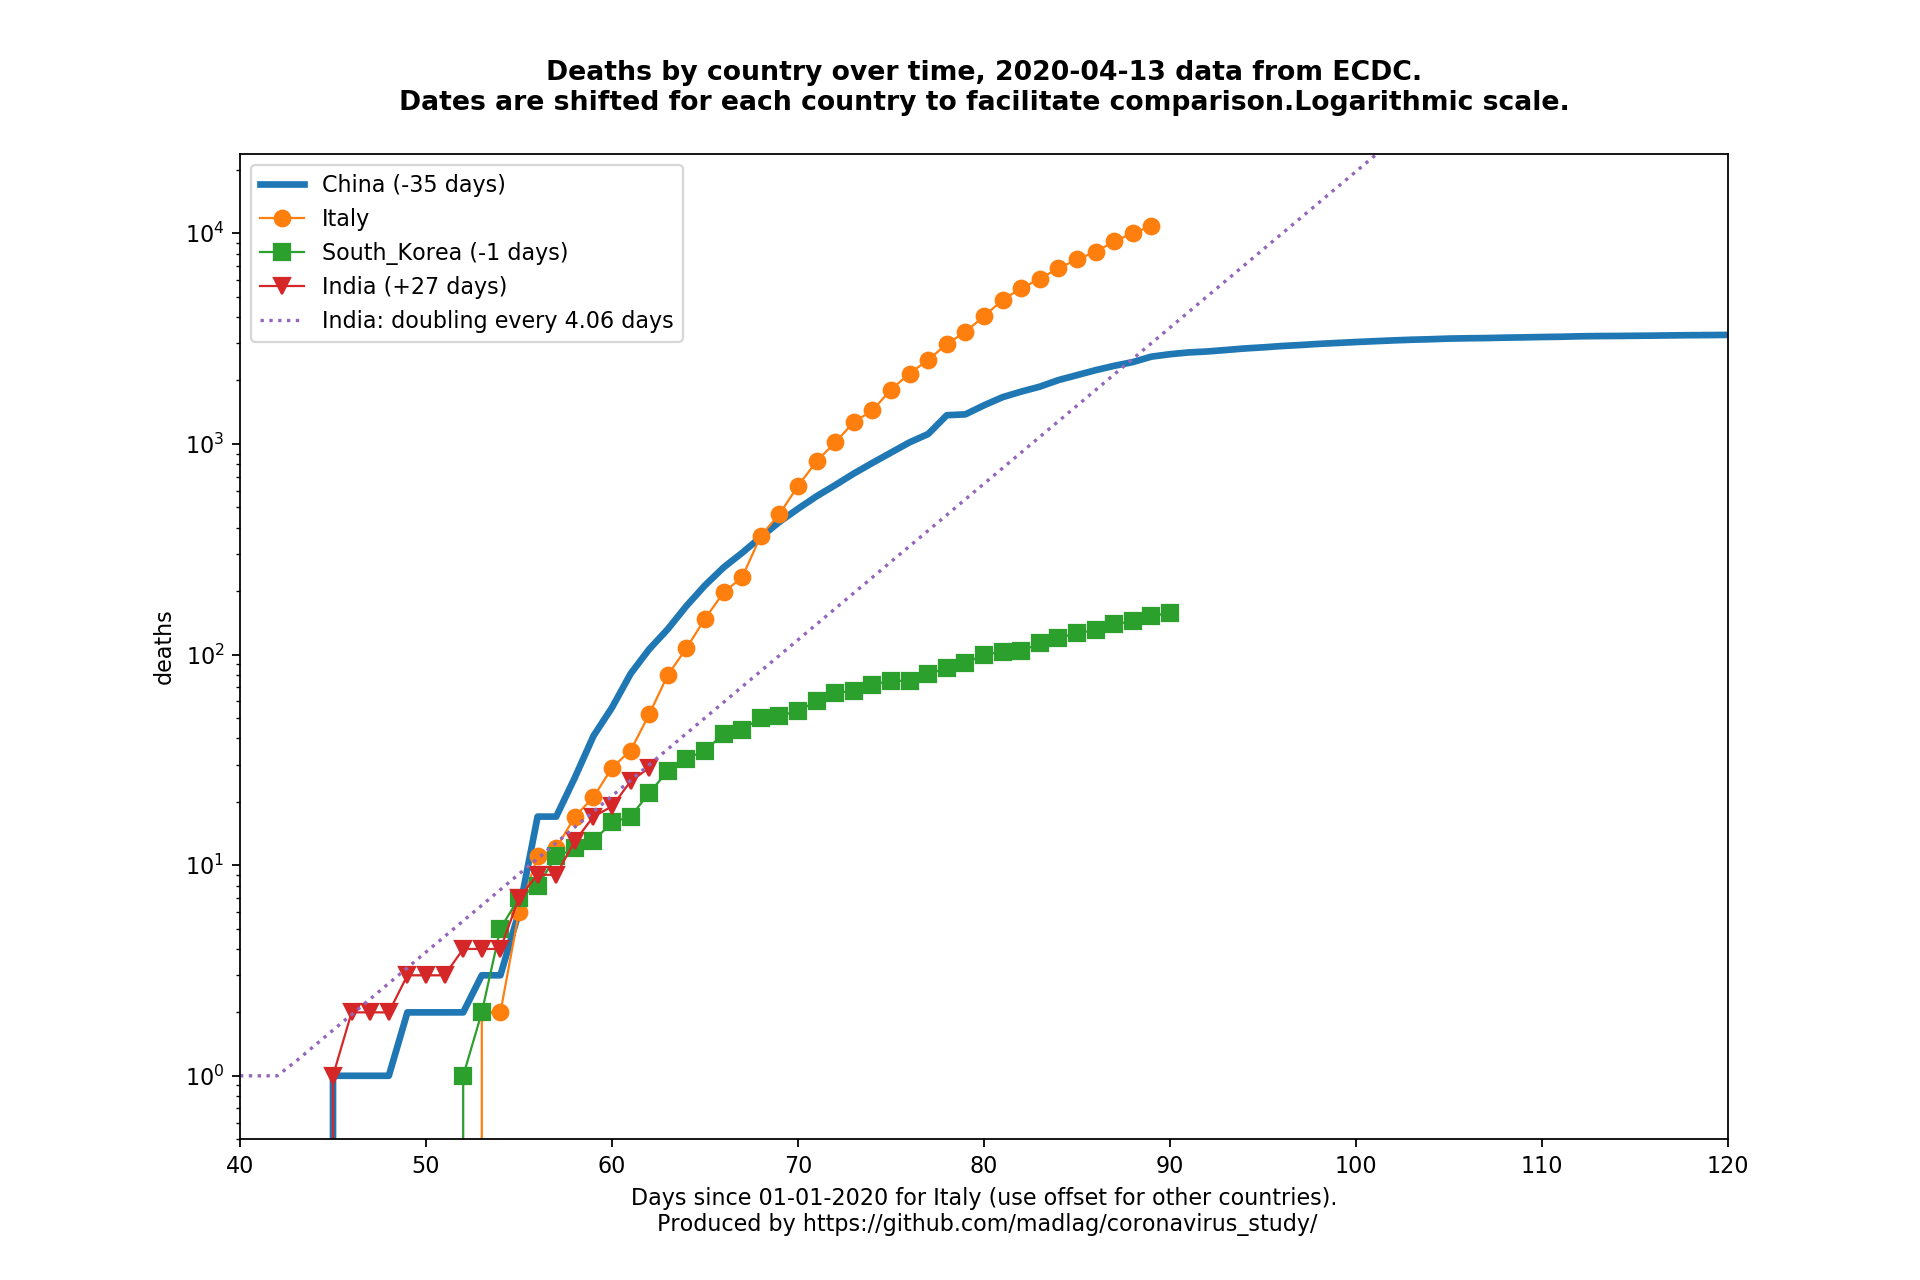 Deaths by country over time, 2020-04-13 data from ECDC.
Dates are shifted for each country to facilitate comparison.Logarithmic scale.
China (-35 days)
Italy
South_Korea (-1 days)
India (+27 days)
India: doubling every 4.06 days
10⁴
10³
10²
10¹
10⁰
deaths
40 50 60 70 80 90 100 110 120
Days since 01-01-2020 for Italy (use offset for other countries).
Produced by https://github.com/madlag/coronavirus_study/